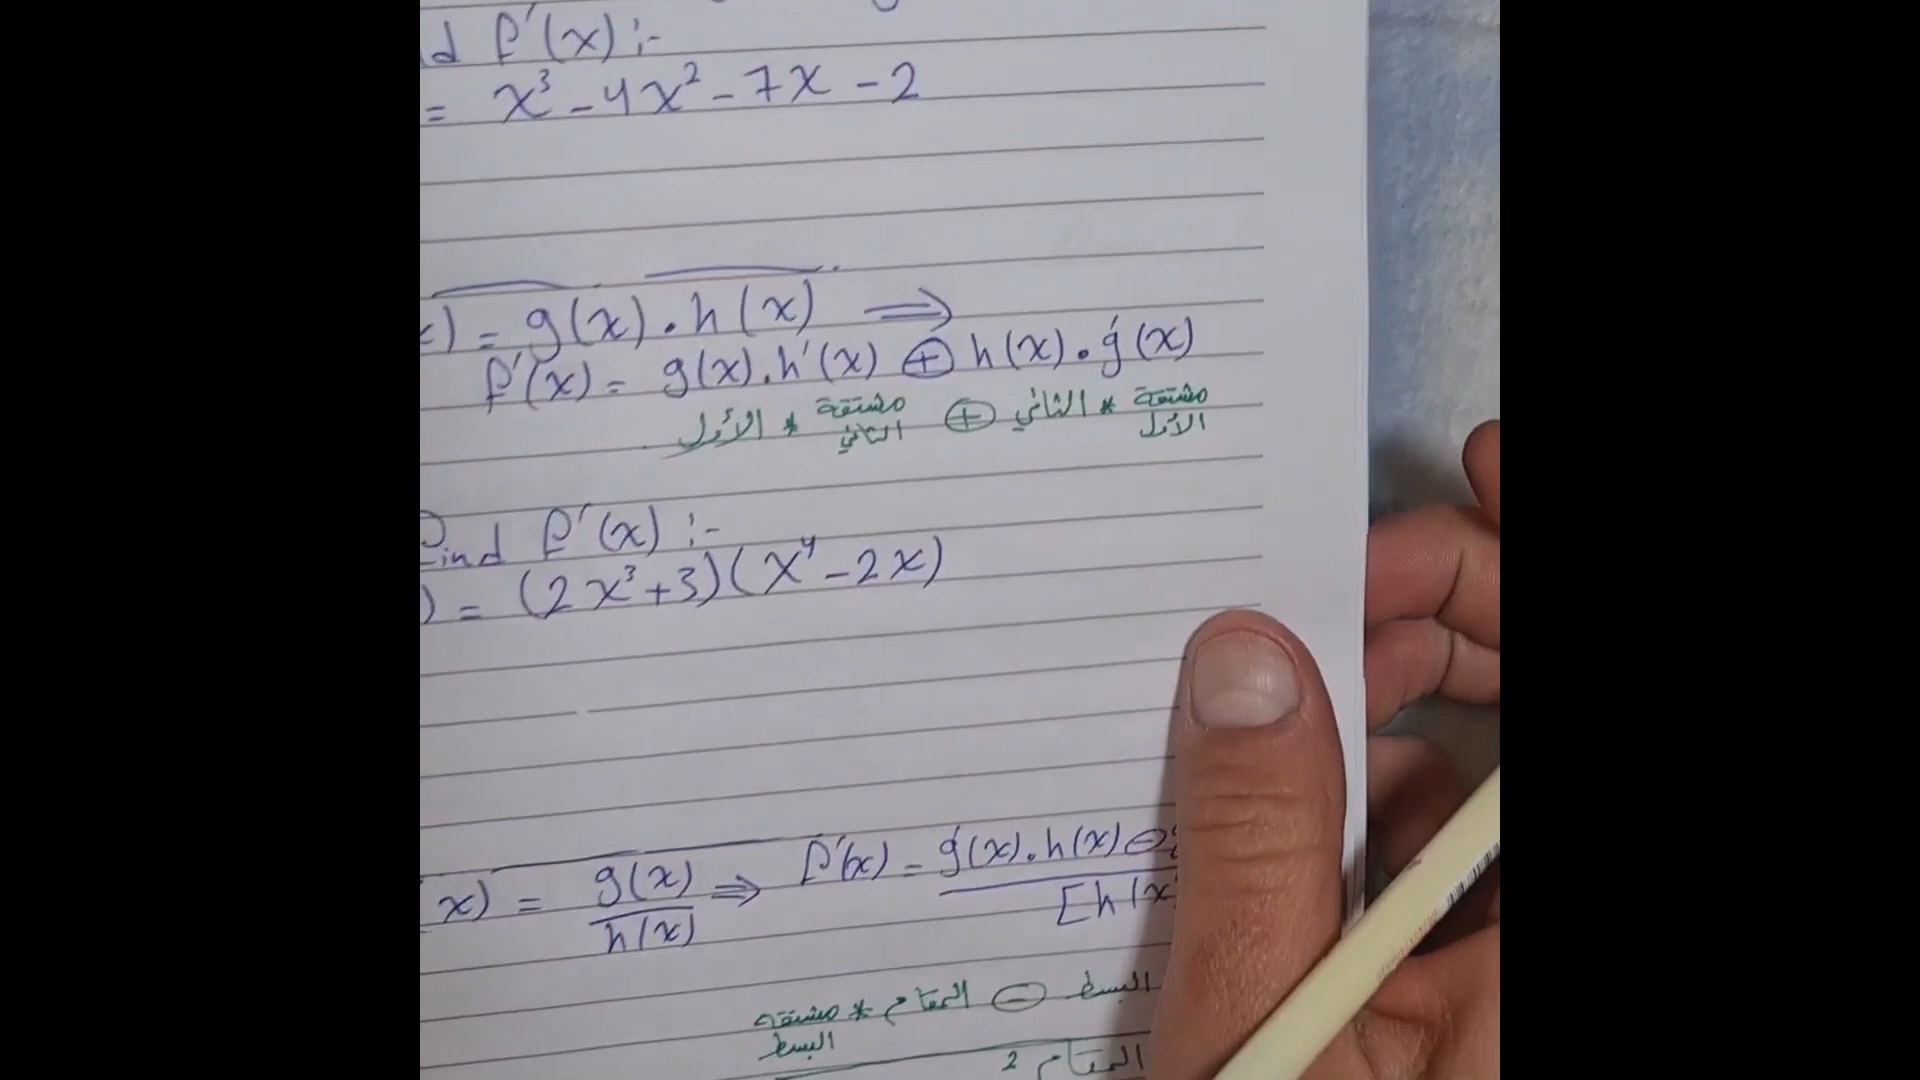 d f'(x) :-
= x³ - 4x² - 7x - 2
) = g(x) . h(x) ⇒
f'(x) = g(x) . h'(x) ⊕ h(x) . g'(x)
الأول * مشتقة الثاني ⊕ الثاني * مشتقة الأول
Find f'(x) :-
) = (2x³+3)(x⁴-2x)
x) = g(x)/h(x) ⇒ f'(x) = g'(x) . h(x) ⊖
[h(x
مشتقة البسط * المقام ⊖ البسط
المقام 2